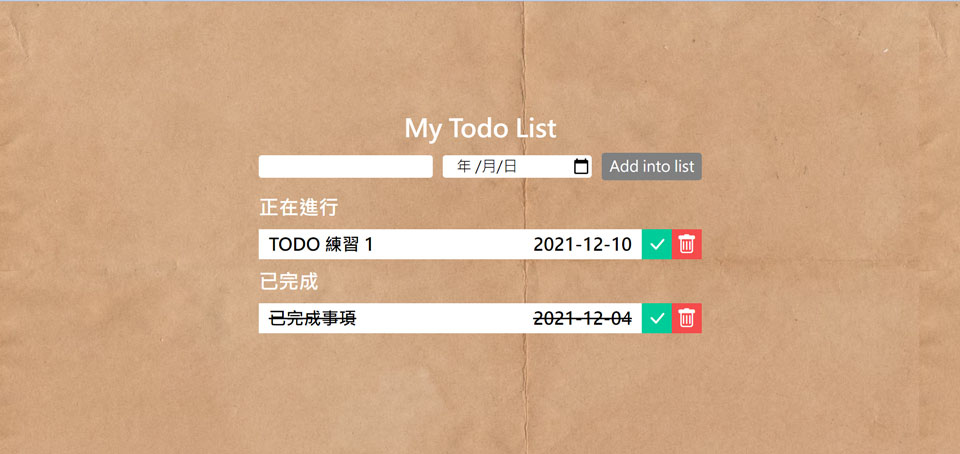 My Todo List
年 /月/日 Add into list
正在進行
TODO 練習 1 2021-12-10
已完成
已完成事項 2021-12-04